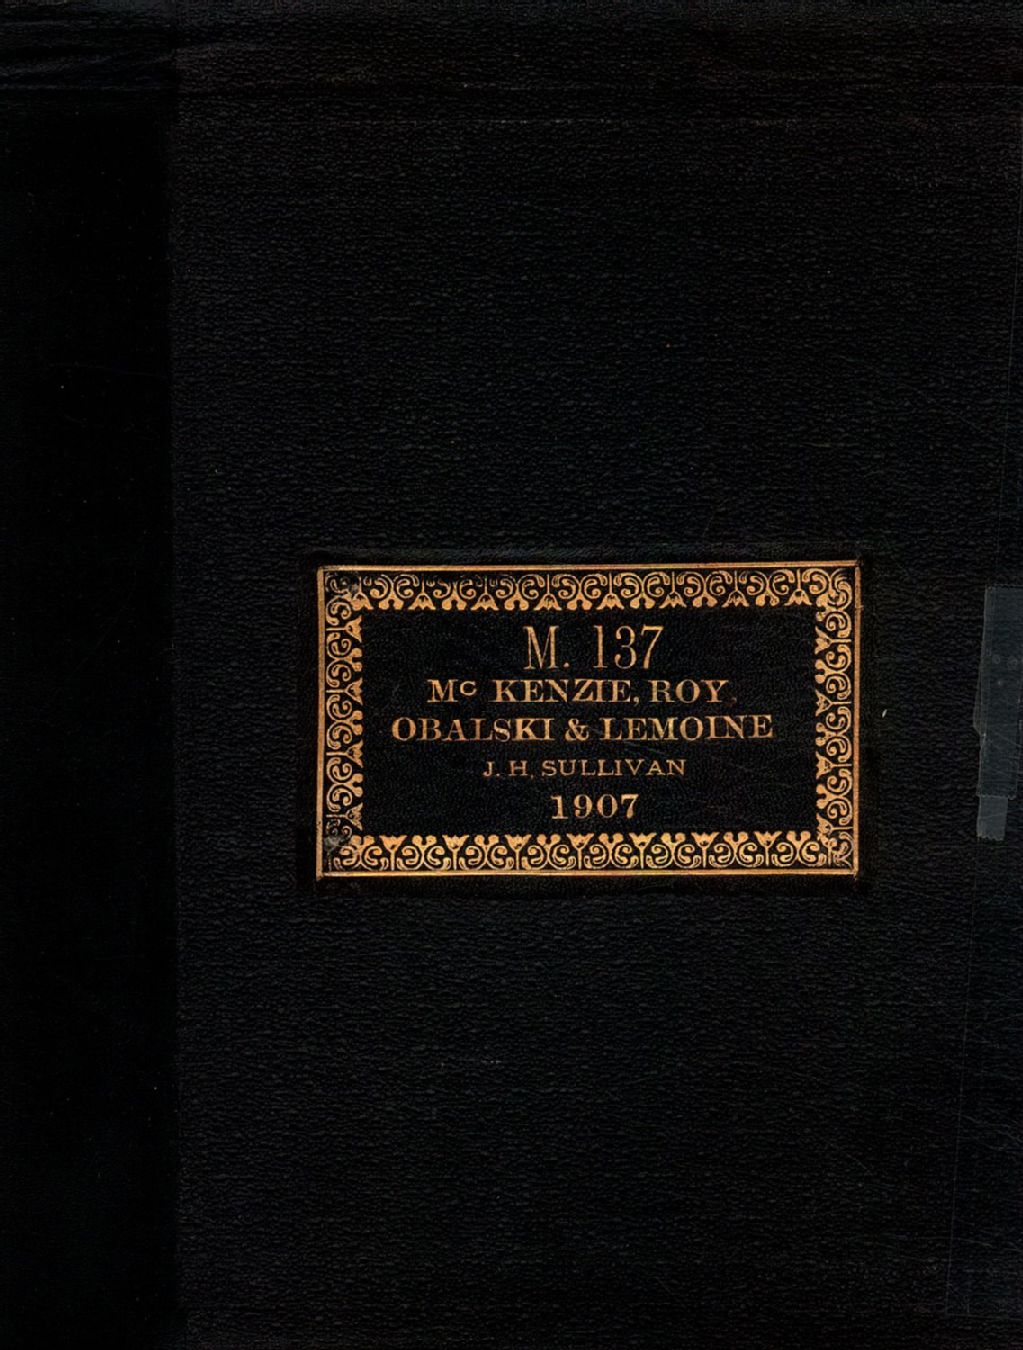 M. 137
Mc KENZIE, ROY,
OBALSKI & LEMOINE
J. H. SULLIVAN
1907